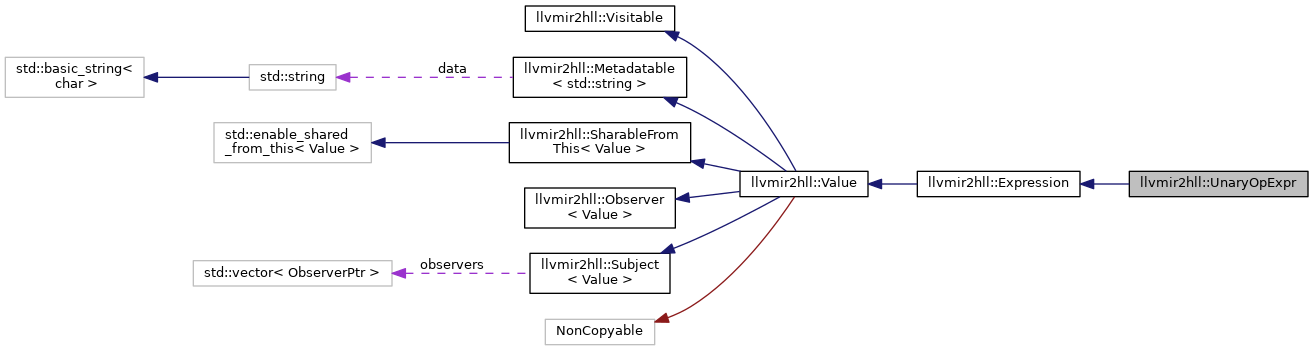 llvmir2hll::Visitable
std::basic_string<
char >
std::string
data
llvmir2hll::Metadatable
< std::string >
std::enable_shared
_from_this< Value >
llvmir2hll::SharableFrom
This< Value >
llvmir2hll::Value
llvmir2hll::Expression
llvmir2hll::UnaryOpExpr
llvmir2hll::Observer
< Value >
std::vector< ObserverPtr >
observers
llvmir2hll::Subject
< Value >
NonCopyable